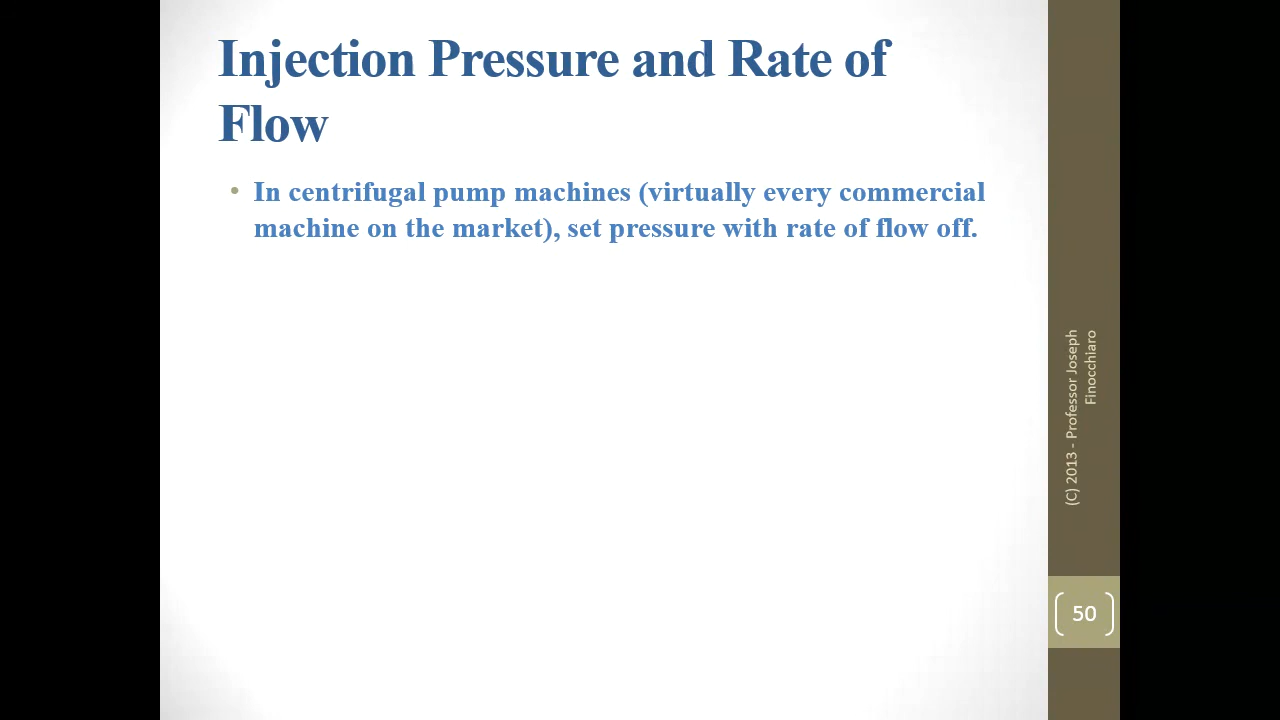 Injection Pressure and Rate of
Flow
• In centrifugal pump machines (virtually every commercial
machine on the market), set pressure with rate of flow off.
(C) 2013 - Professor Joseph
Finocchiaro
50